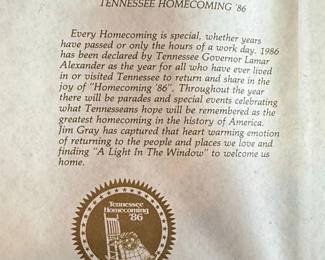 TENNESSEE HOMECOMING '86
Every Homecoming is special, whether years
have passed or only the hours of a work day. 1986
has been declared by Tennessee Governor Lamar
Alexander as the year for all who have ever lived
in or visited Tennessee to return and share in the
joy of "Homecoming '86". Throughout the year
there will be parades and special events celebrating
what Tennesseans hope will be remembered as the
greatest homecoming in the history of America.
Jim Gray has captured that heart warming emotion
of returning to the people and places we love and
finding "A Light In The Window" to welcome us
home.
Tennessee
Homecoming
'86